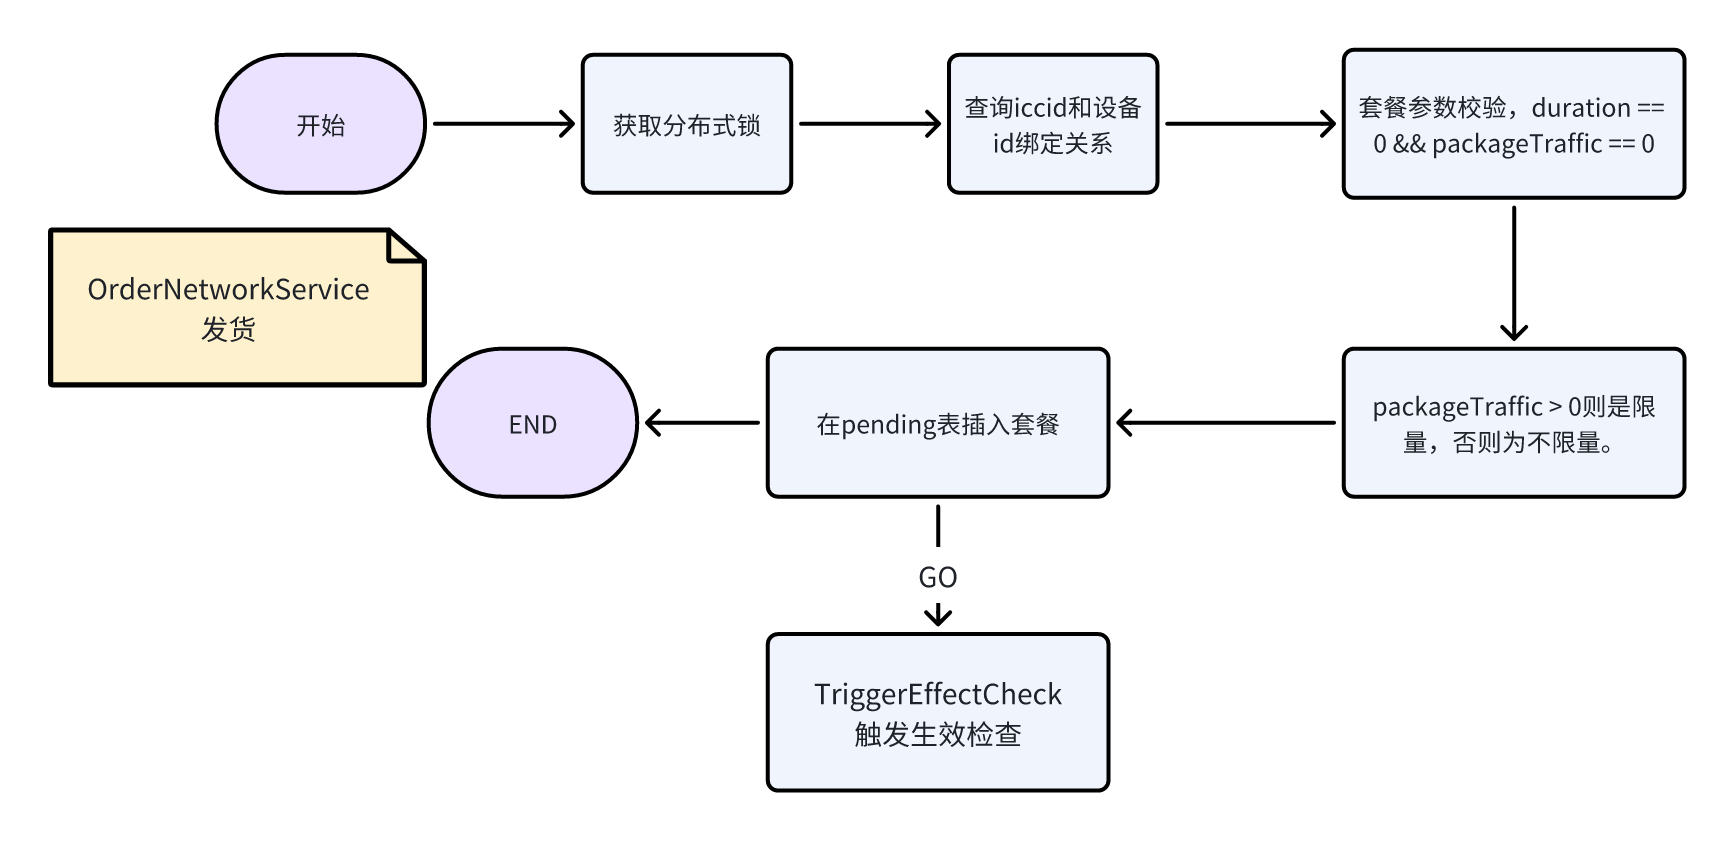 开始
获取分布式锁
查询iccid和设备
id绑定关系
套餐参数校验，duration ==
0 && packageTraffic == 0
OrderNetworkService
发货
END
在pending表插入套餐
packageTraffic > 0则是限
量，否则为不限量。
GO
TriggerEffectCheck
触发生效检查